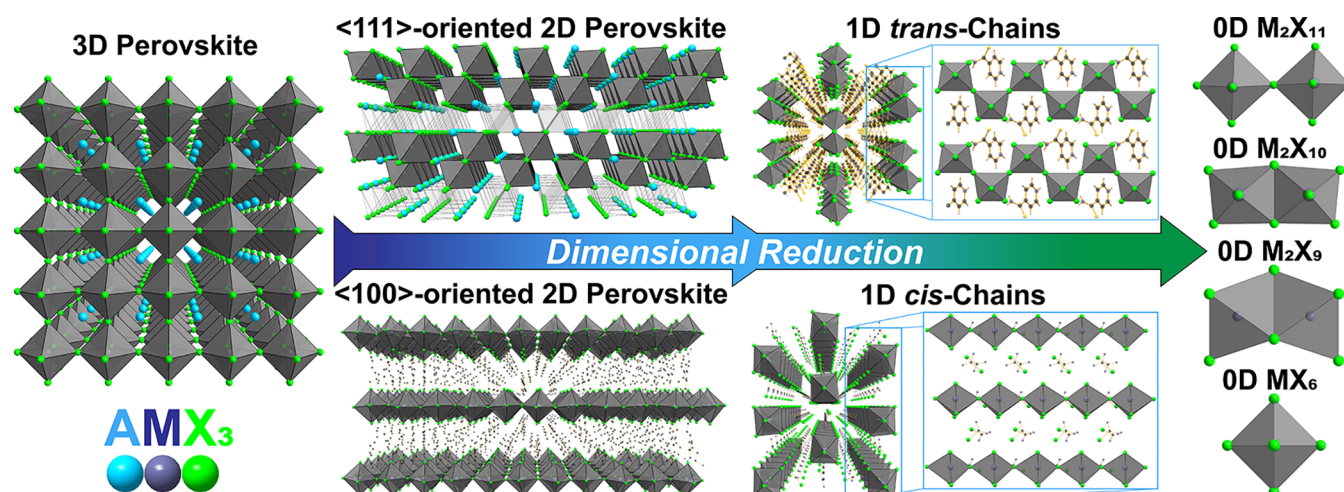 3D Perovskite
<111>-oriented 2D Perovskite
1D trans-Chains
0D M₂X₁₁
0D M₂X₁₀
Dimensional Reduction
0D M₂X₉
<100>-oriented 2D Perovskite
1D cis-Chains
0D MX₆
AMX₃